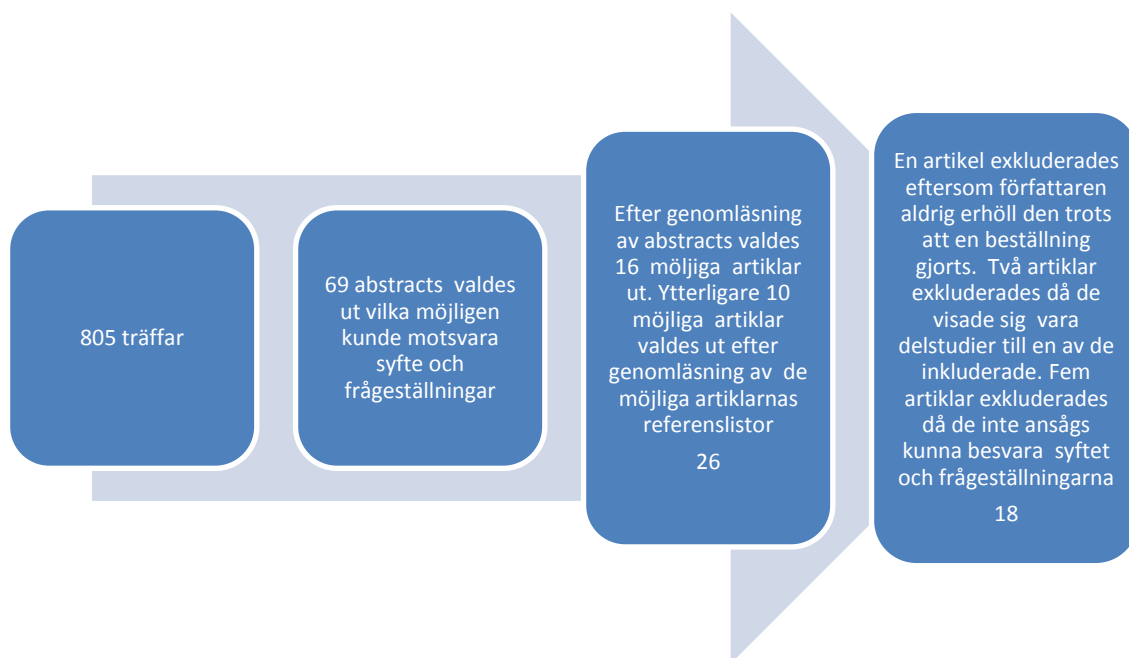 805 träffar
69 abstracts valdes
ut vilka möjligen
kunde motsvara
syfte och
frågeställningar
Efter genomläsning
av abstracts valdes
16 möljiga artiklar
ut. Ytterligare 10
möjliga artiklar
valdes ut efter
genomläsning av de
möjliga artiklarnas
referenslistor
26
En artikel exkluderades
eftersom författaren
aldrig erhöll den trots
att en beställning
gjorts. Två artiklar
exkluderades då de
visade sig vara
delstudier till en av de
inkluderade. Fem
artiklar exkluderades
då de inte ansågs
kunna besvara syftet
och frågeställningarna
18